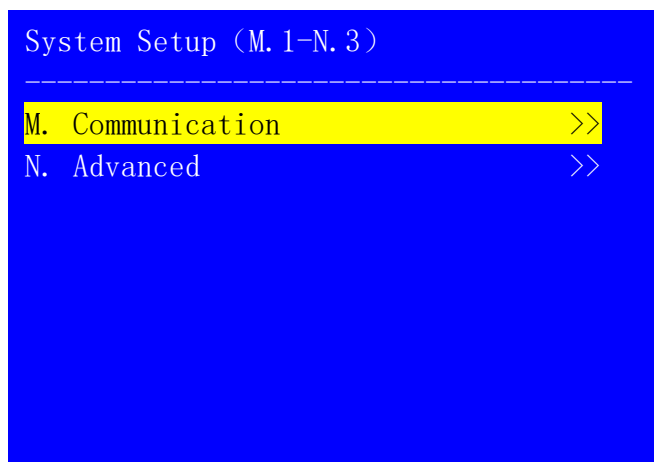 System Setup（M.1-N.3）
--------------------------------------
M. Communication >>
N. Advanced >>